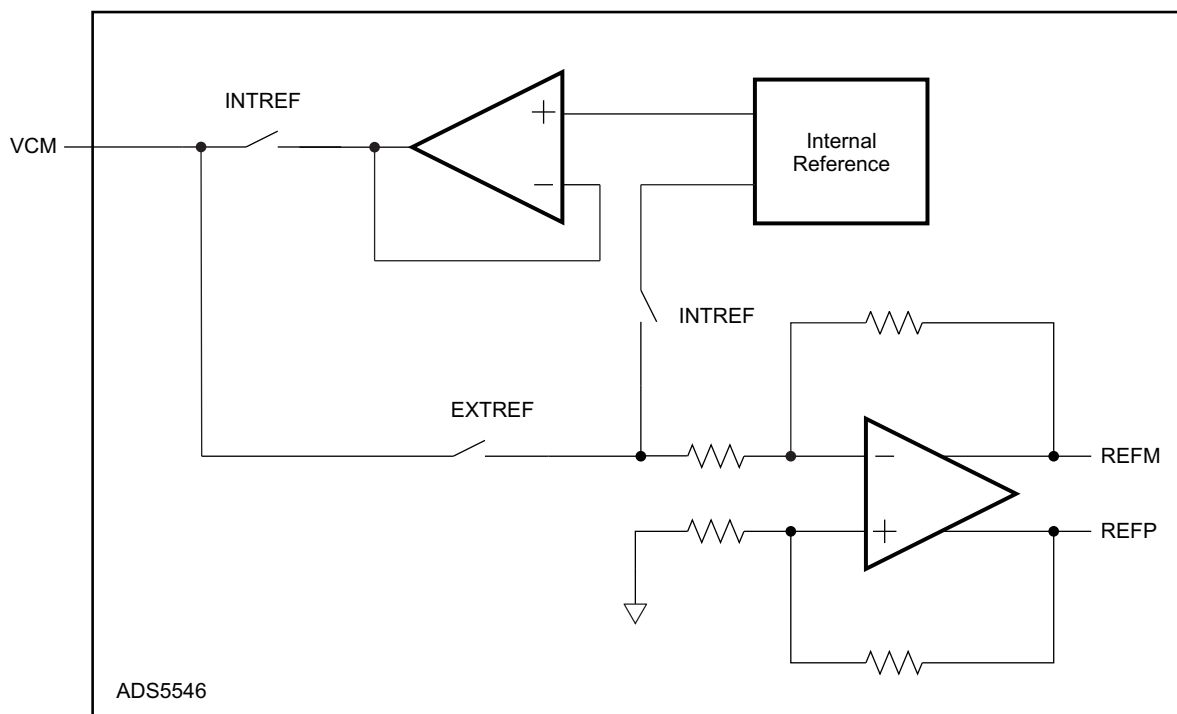 INTREF
VCM
Internal
Reference
INTREF
EXTREF
REFM
REFP
ADS5546